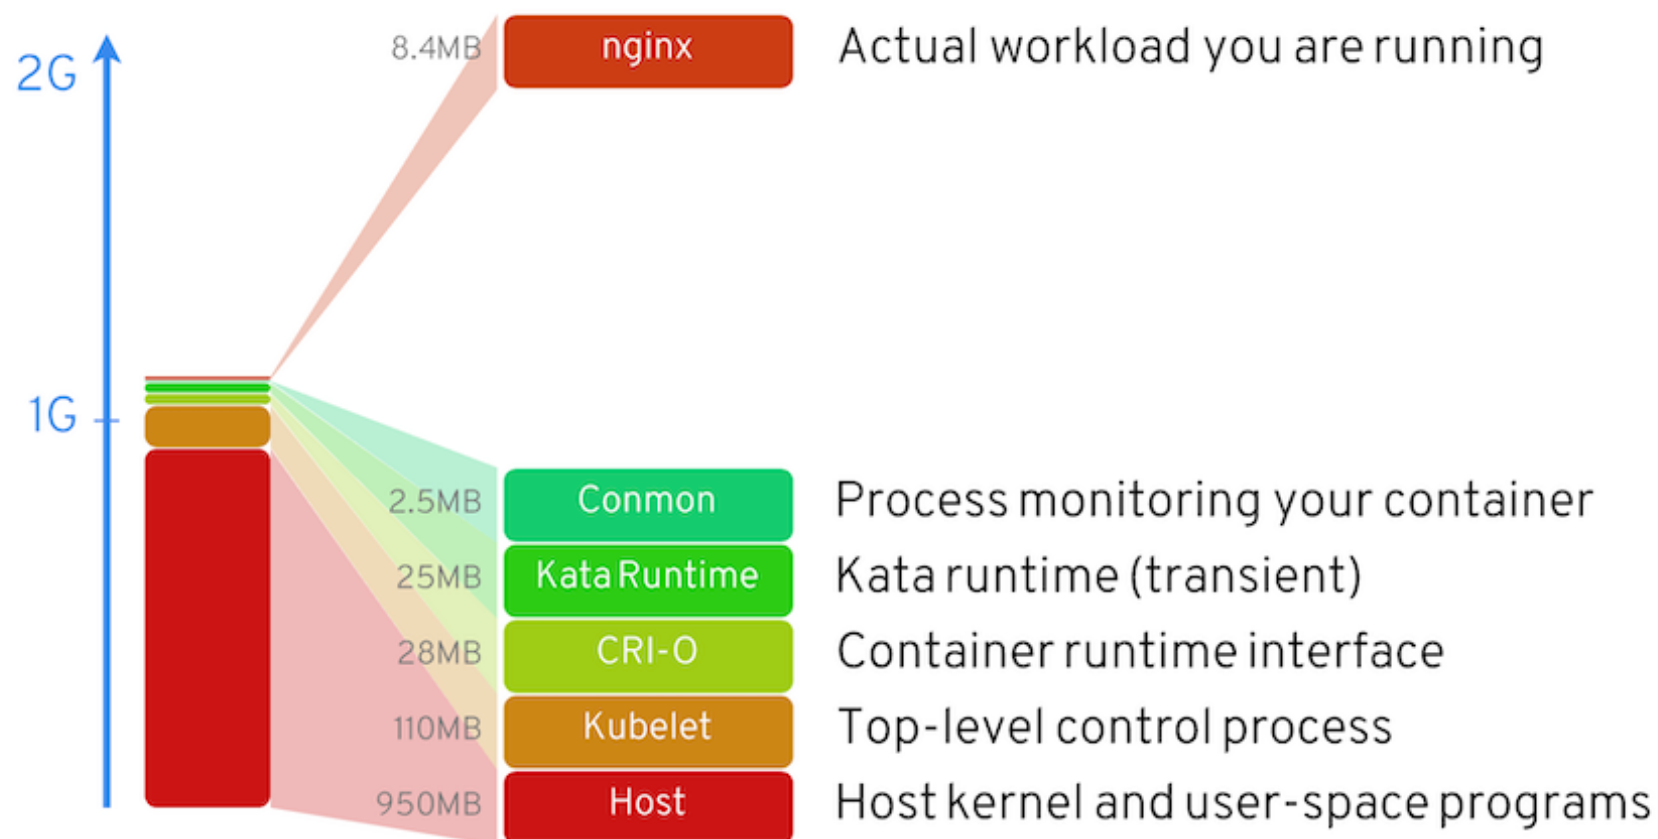 2G
8.4MB nginx Actual workload you are running
1G
2.5MB Conmon Process monitoring your container
25MB Kata Runtime Kata runtime (transient)
28MB CRI-O Container runtime interface
110MB Kubelet Top-level control process
950MB Host Host kernel and user-space programs